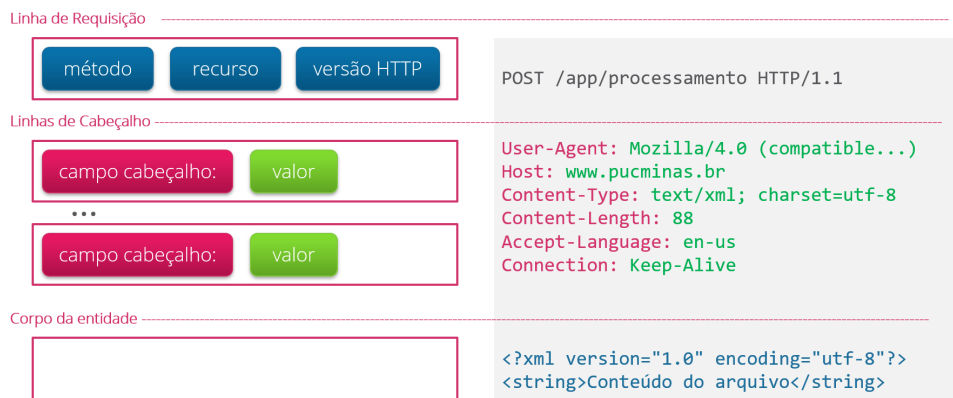 Linha de Requisição
método recurso versão HTTP
POST /app/processamento HTTP/1.1
Linhas de Cabeçalho
campo cabeçalho: valor
...
campo cabeçalho: valor
User-Agent: Mozilla/4.0 (compatible...)
Host: www.pucminas.br
Content-Type: text/xml; charset=utf-8
Content-Length: 88
Accept-Language: en-us
Connection: Keep-Alive
Corpo da entidade
<?xml version="1.0" encoding="utf-8"?>
<string>Conteúdo do arquivo</string>